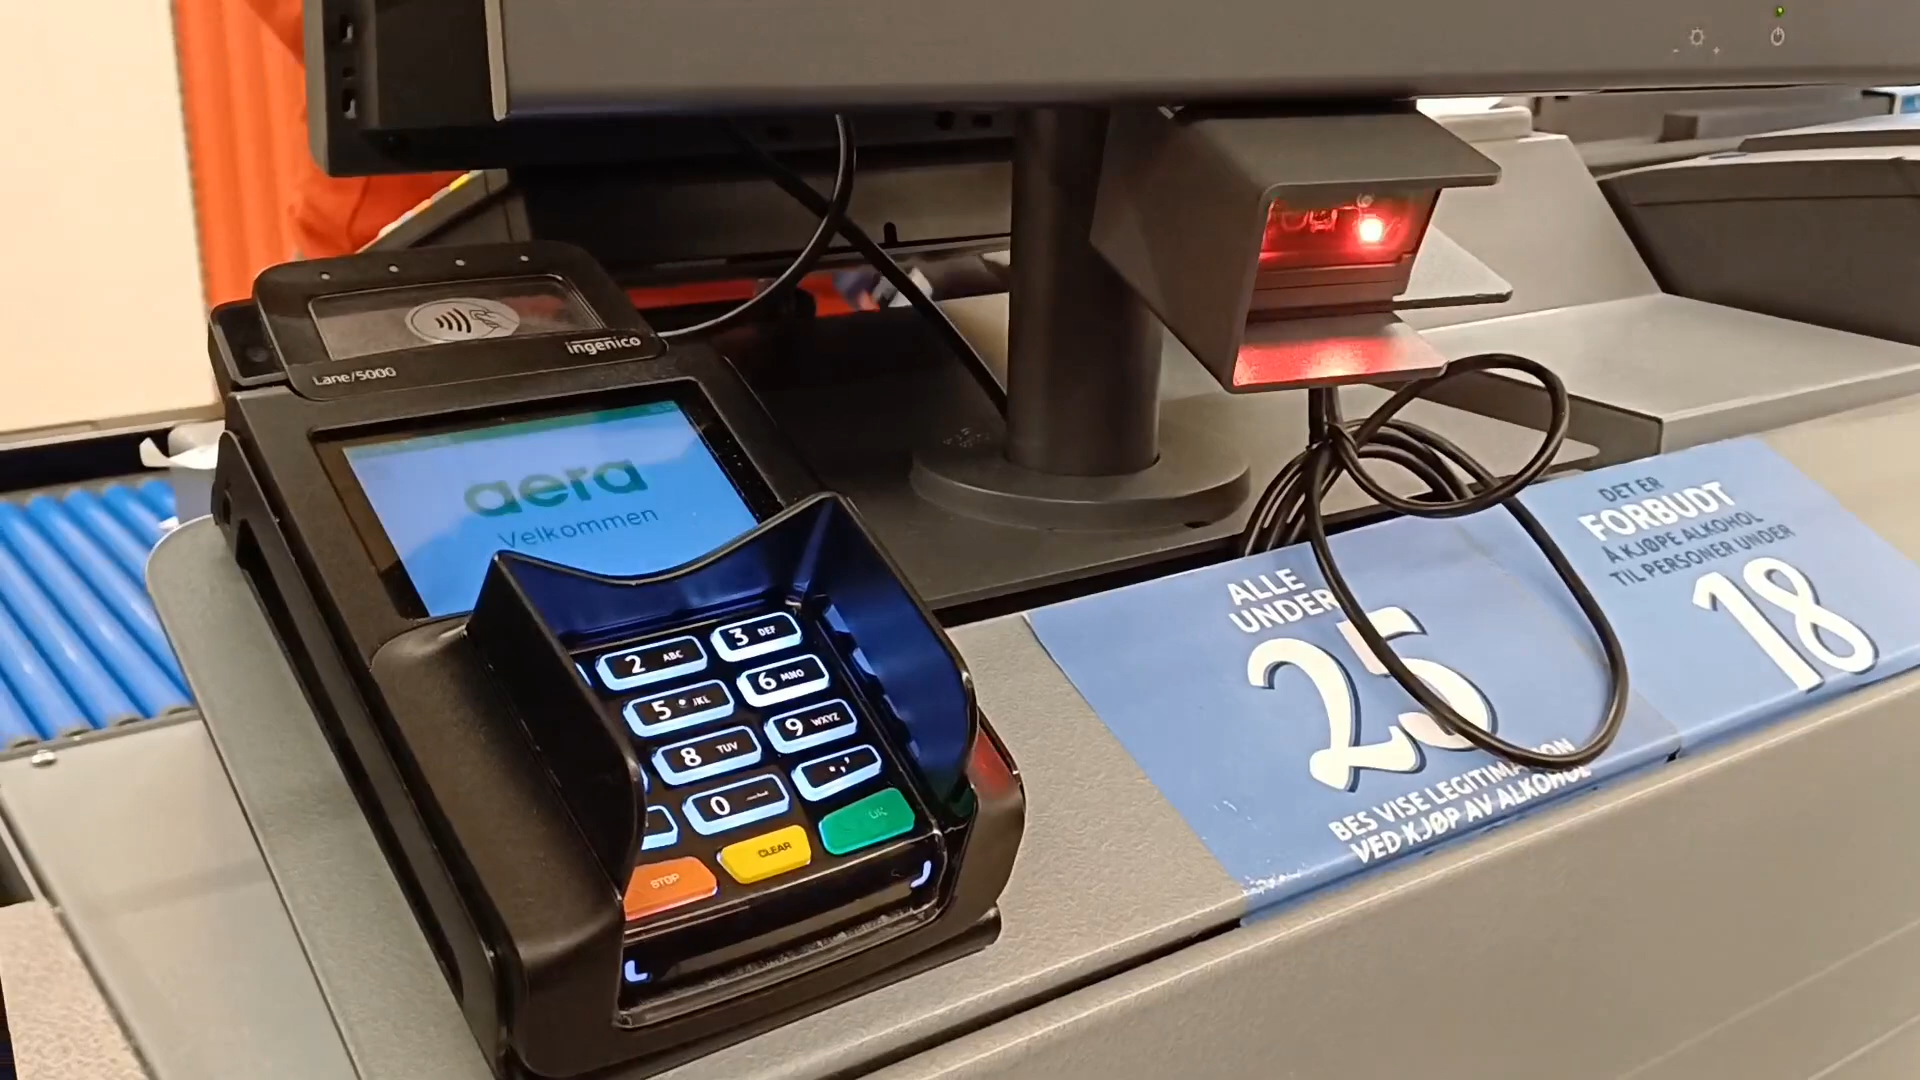 ingenico
Lane/5000
aera
Velkommen
2 ABC
3 DEF
5 JKL
6 MNO
8 TUV
9 WXYZ
0
.,
STOP
CLEAR
OK
ALLE
UNDER
25
BES VISE LEGITIMASJON
VED KJØP AV ALKOHOL
DET ER
FORBUDT
Å KJØPE ALKOHOL
TIL PERSONER UNDER
18